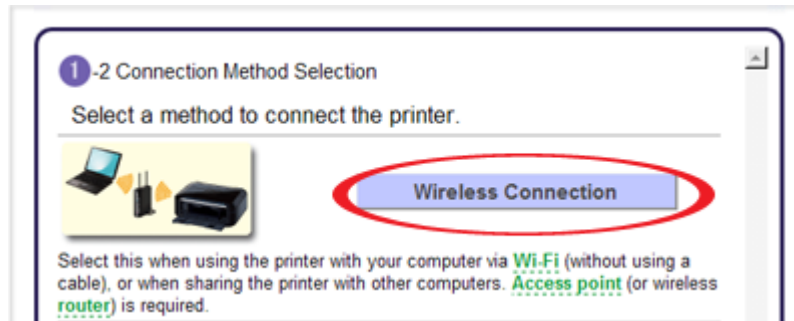 1-2 Connection Method Selection
Select a method to connect the printer.
Wireless Connection
Select this when using the printer with your computer via Wi-Fi (without using a
cable), or when sharing the printer with other computers. Access point (or wireless
router) is required.